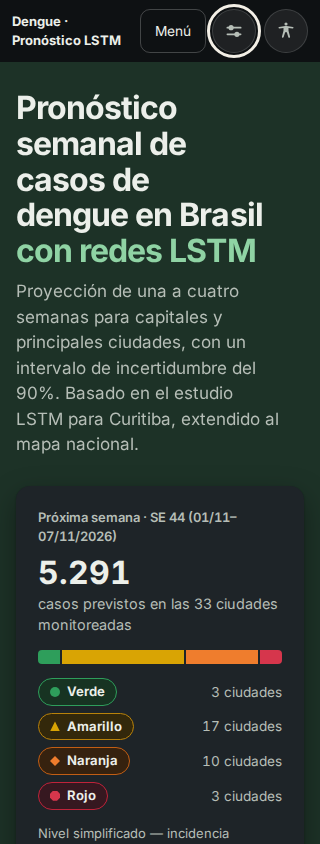 Dengue ·
Pronóstico LSTM
Menú
Pronóstico
semanal de
casos de
dengue en Brasil
con redes LSTM
Proyección de una a cuatro
semanas para capitales y
principales ciudades, con un
intervalo de incertidumbre del
90%. Basado en el estudio
LSTM para Curitiba, extendido al
mapa nacional.
Próxima semana · SE 44 (01/11–
07/11/2026)
5.291
casos previstos en las 33 ciudades
monitoreadas
Verde 3 ciudades
Amarillo 17 ciudades
Naranja 10 ciudades
Rojo 3 ciudades
Nivel simplificado — incidencia